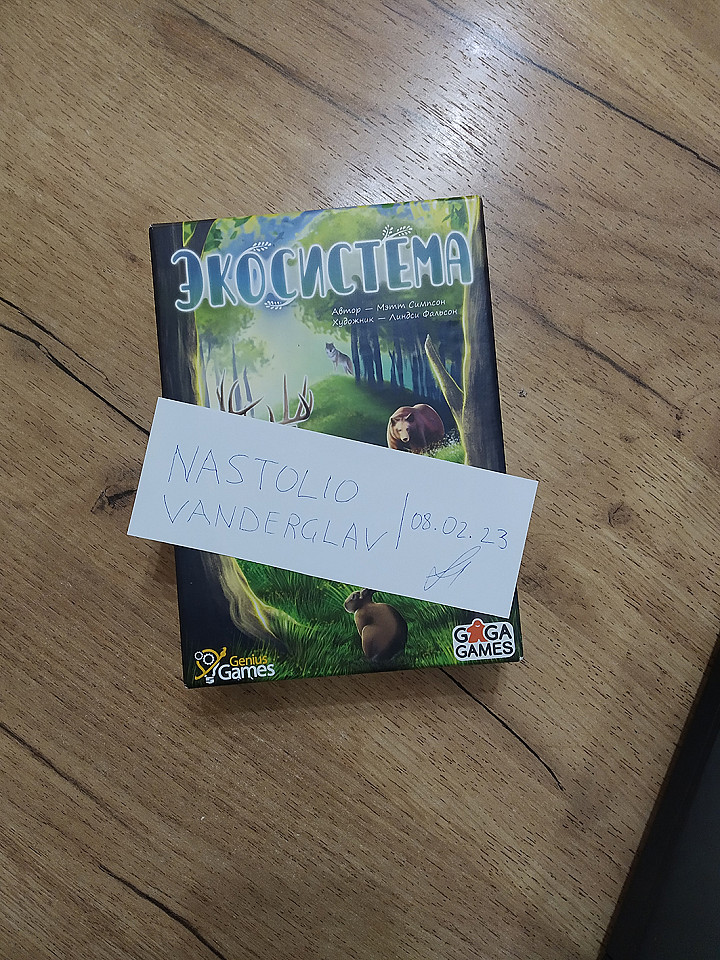 ЭКОСИСТЕМА
Автор — Мэтт Симпсон
Художник — Линдси Фальсон
NASTOLIO
VANDERGLAV | 08.02.23
Genius
Games
GAGA
GAMES